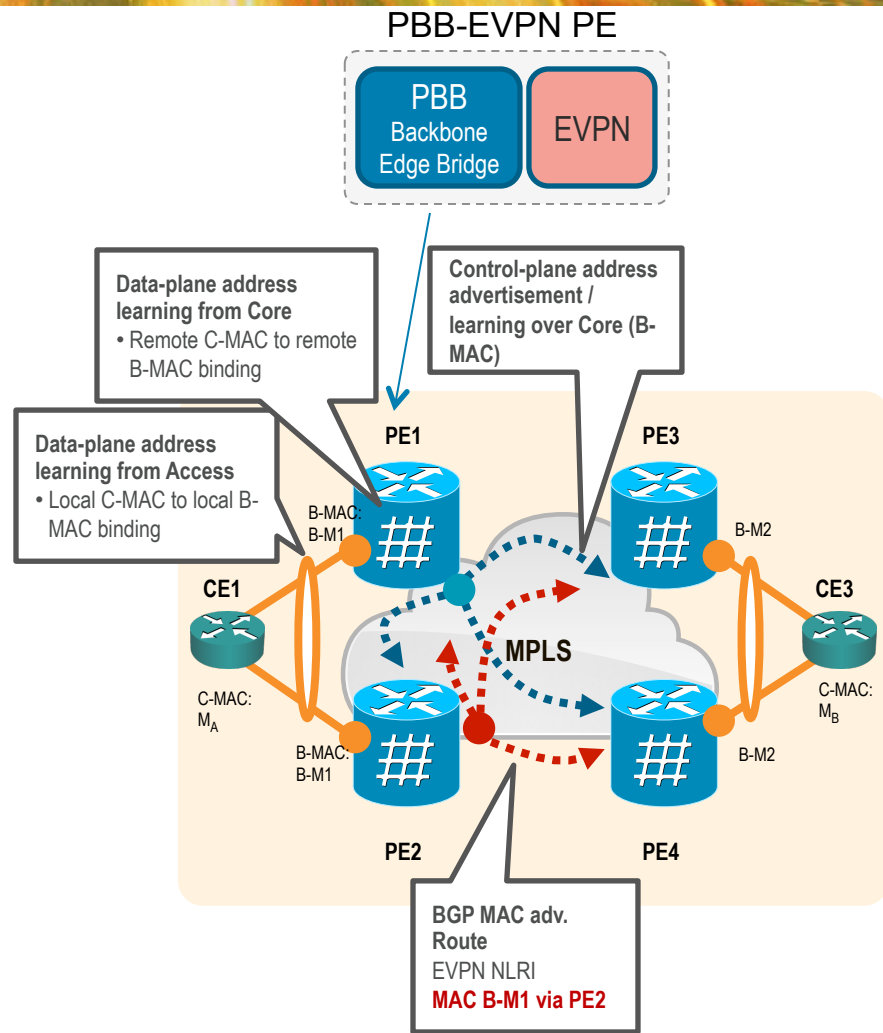 PBB-EVPN PE
PBB
Backbone
Edge Bridge
EVPN
Data-plane address
learning from Core
• Remote C-MAC to remote
B-MAC binding
Control-plane address
advertisement /
learning over Core (B-
MAC)
Data-plane address
learning from Access
• Local C-MAC to local B-
MAC binding
PE1
PE3
B-MAC:
B-M1
B-M2
CE1
CE3
MPLS
C-MAC:
MA
C-MAC:
MB
B-MAC:
B-M1
B-M2
PE2
PE4
BGP MAC adv.
Route
EVPN NLRI
MAC B-M1 via PE2